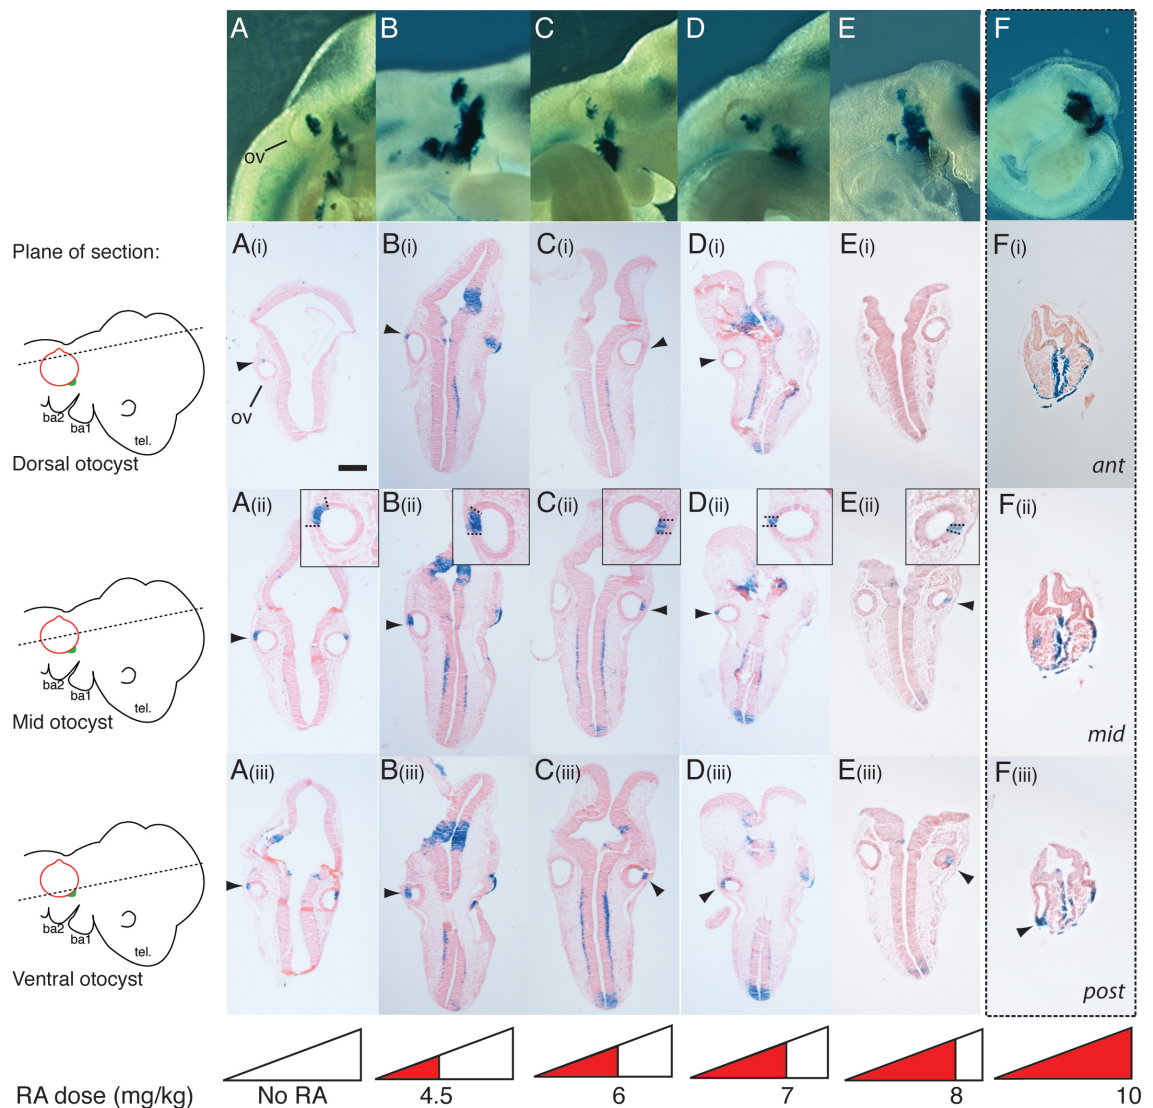 A B C D E F
ov
Plane of section:
A(i) B(i) C(i) D(i) E(i) F(i)
ov
ba2 ba1 tel.
Dorsal otocyst
ant
A(ii) B(ii) C(ii) D(ii) E(ii) F(ii)
ba2 ba1 tel.
Mid otocyst
mid
A(iii) B(iii) C(iii) D(iii) E(iii) F(iii)
ba2 ba1 tel.
Ventral otocyst
post
RA dose (mg/kg) No RA 4.5 6 7 8 10